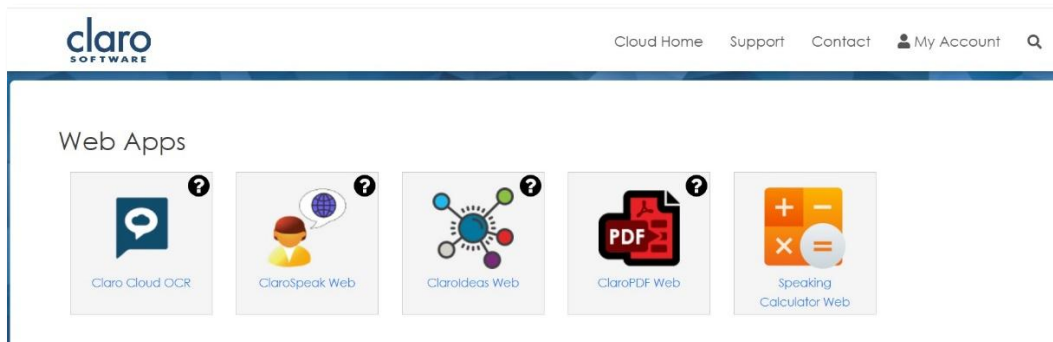 claro
SOFTWARE
Cloud Home Support Contact My Account
Web Apps
?
?
?
?
PDF
Claro Cloud OCR
ClaroSpeak Web
ClaroIdeas Web
ClaroPDF Web
Speaking
Calculator Web